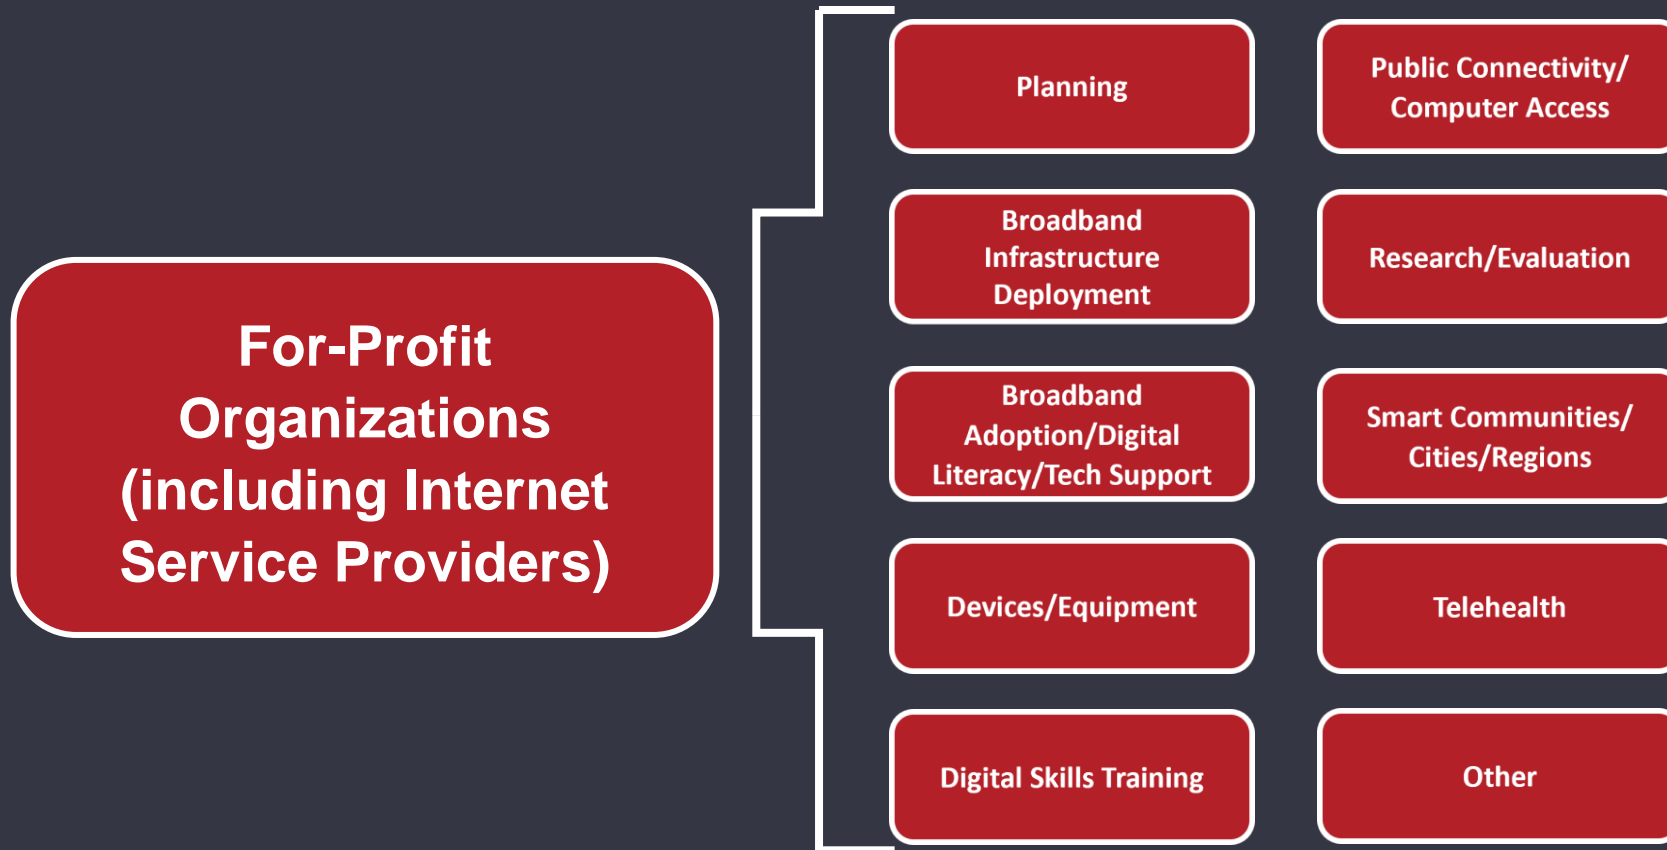 For-Profit
Organizations
(including Internet
Service Providers)
Planning
Broadband
Infrastructure
Deployment
Broadband
Adoption/Digital
Literacy/Tech Support
Devices/Equipment
Digital Skills Training
Public Connectivity/
Computer Access
Research/Evaluation
Smart Communities/
Cities/Regions
Telehealth
Other